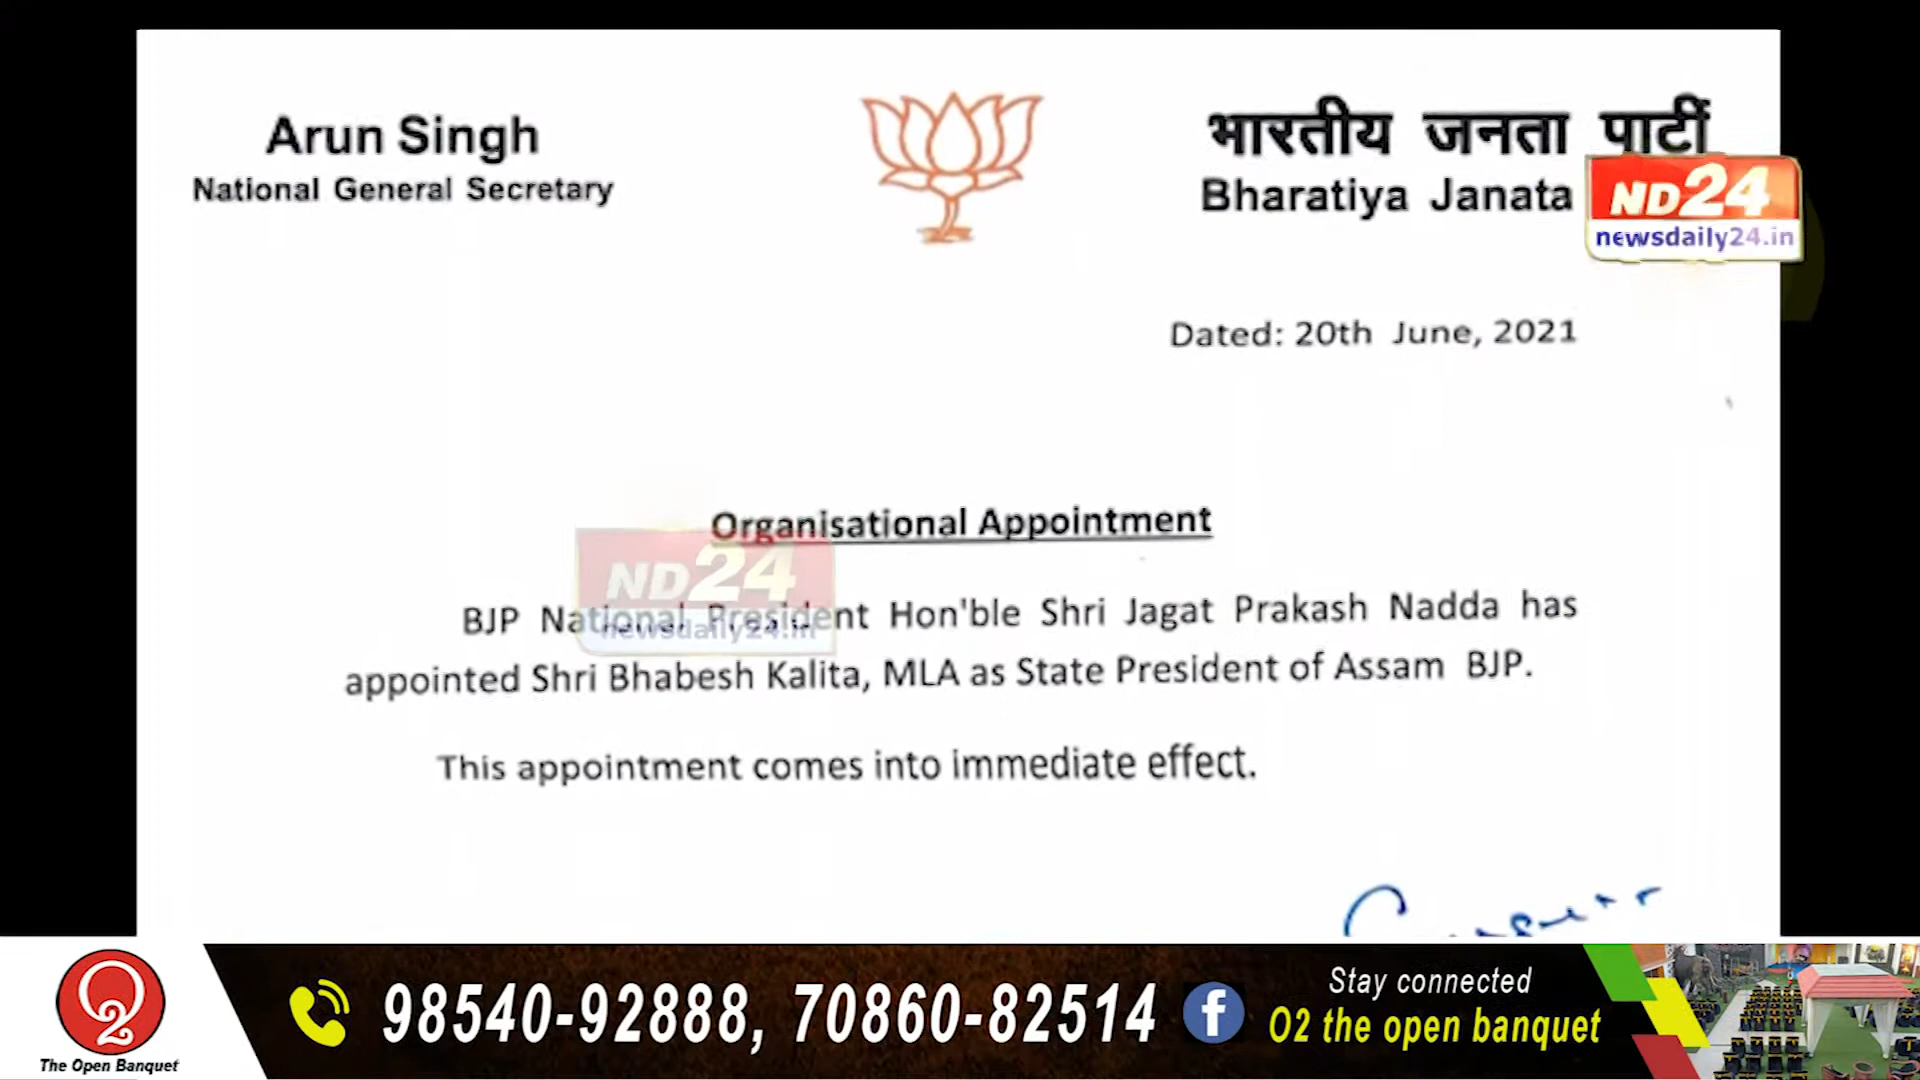 Arun Singh
National General Secretary
भारतीय जनता पार्टी
Bharatiya Janata
ND24
newsdaily24.in
Dated: 20th June, 2021
Organisational Appointment
ND24
newsdaily24.in
BJP National President Hon'ble Shri Jagat Prakash Nadda has
appointed Shri Bhabesh Kalita, MLA as State President of Assam BJP.
This appointment comes into immediate effect.
O2
The Open Banquet
98540-92888, 70860-82514
f
Stay connected
O2 the open banquet